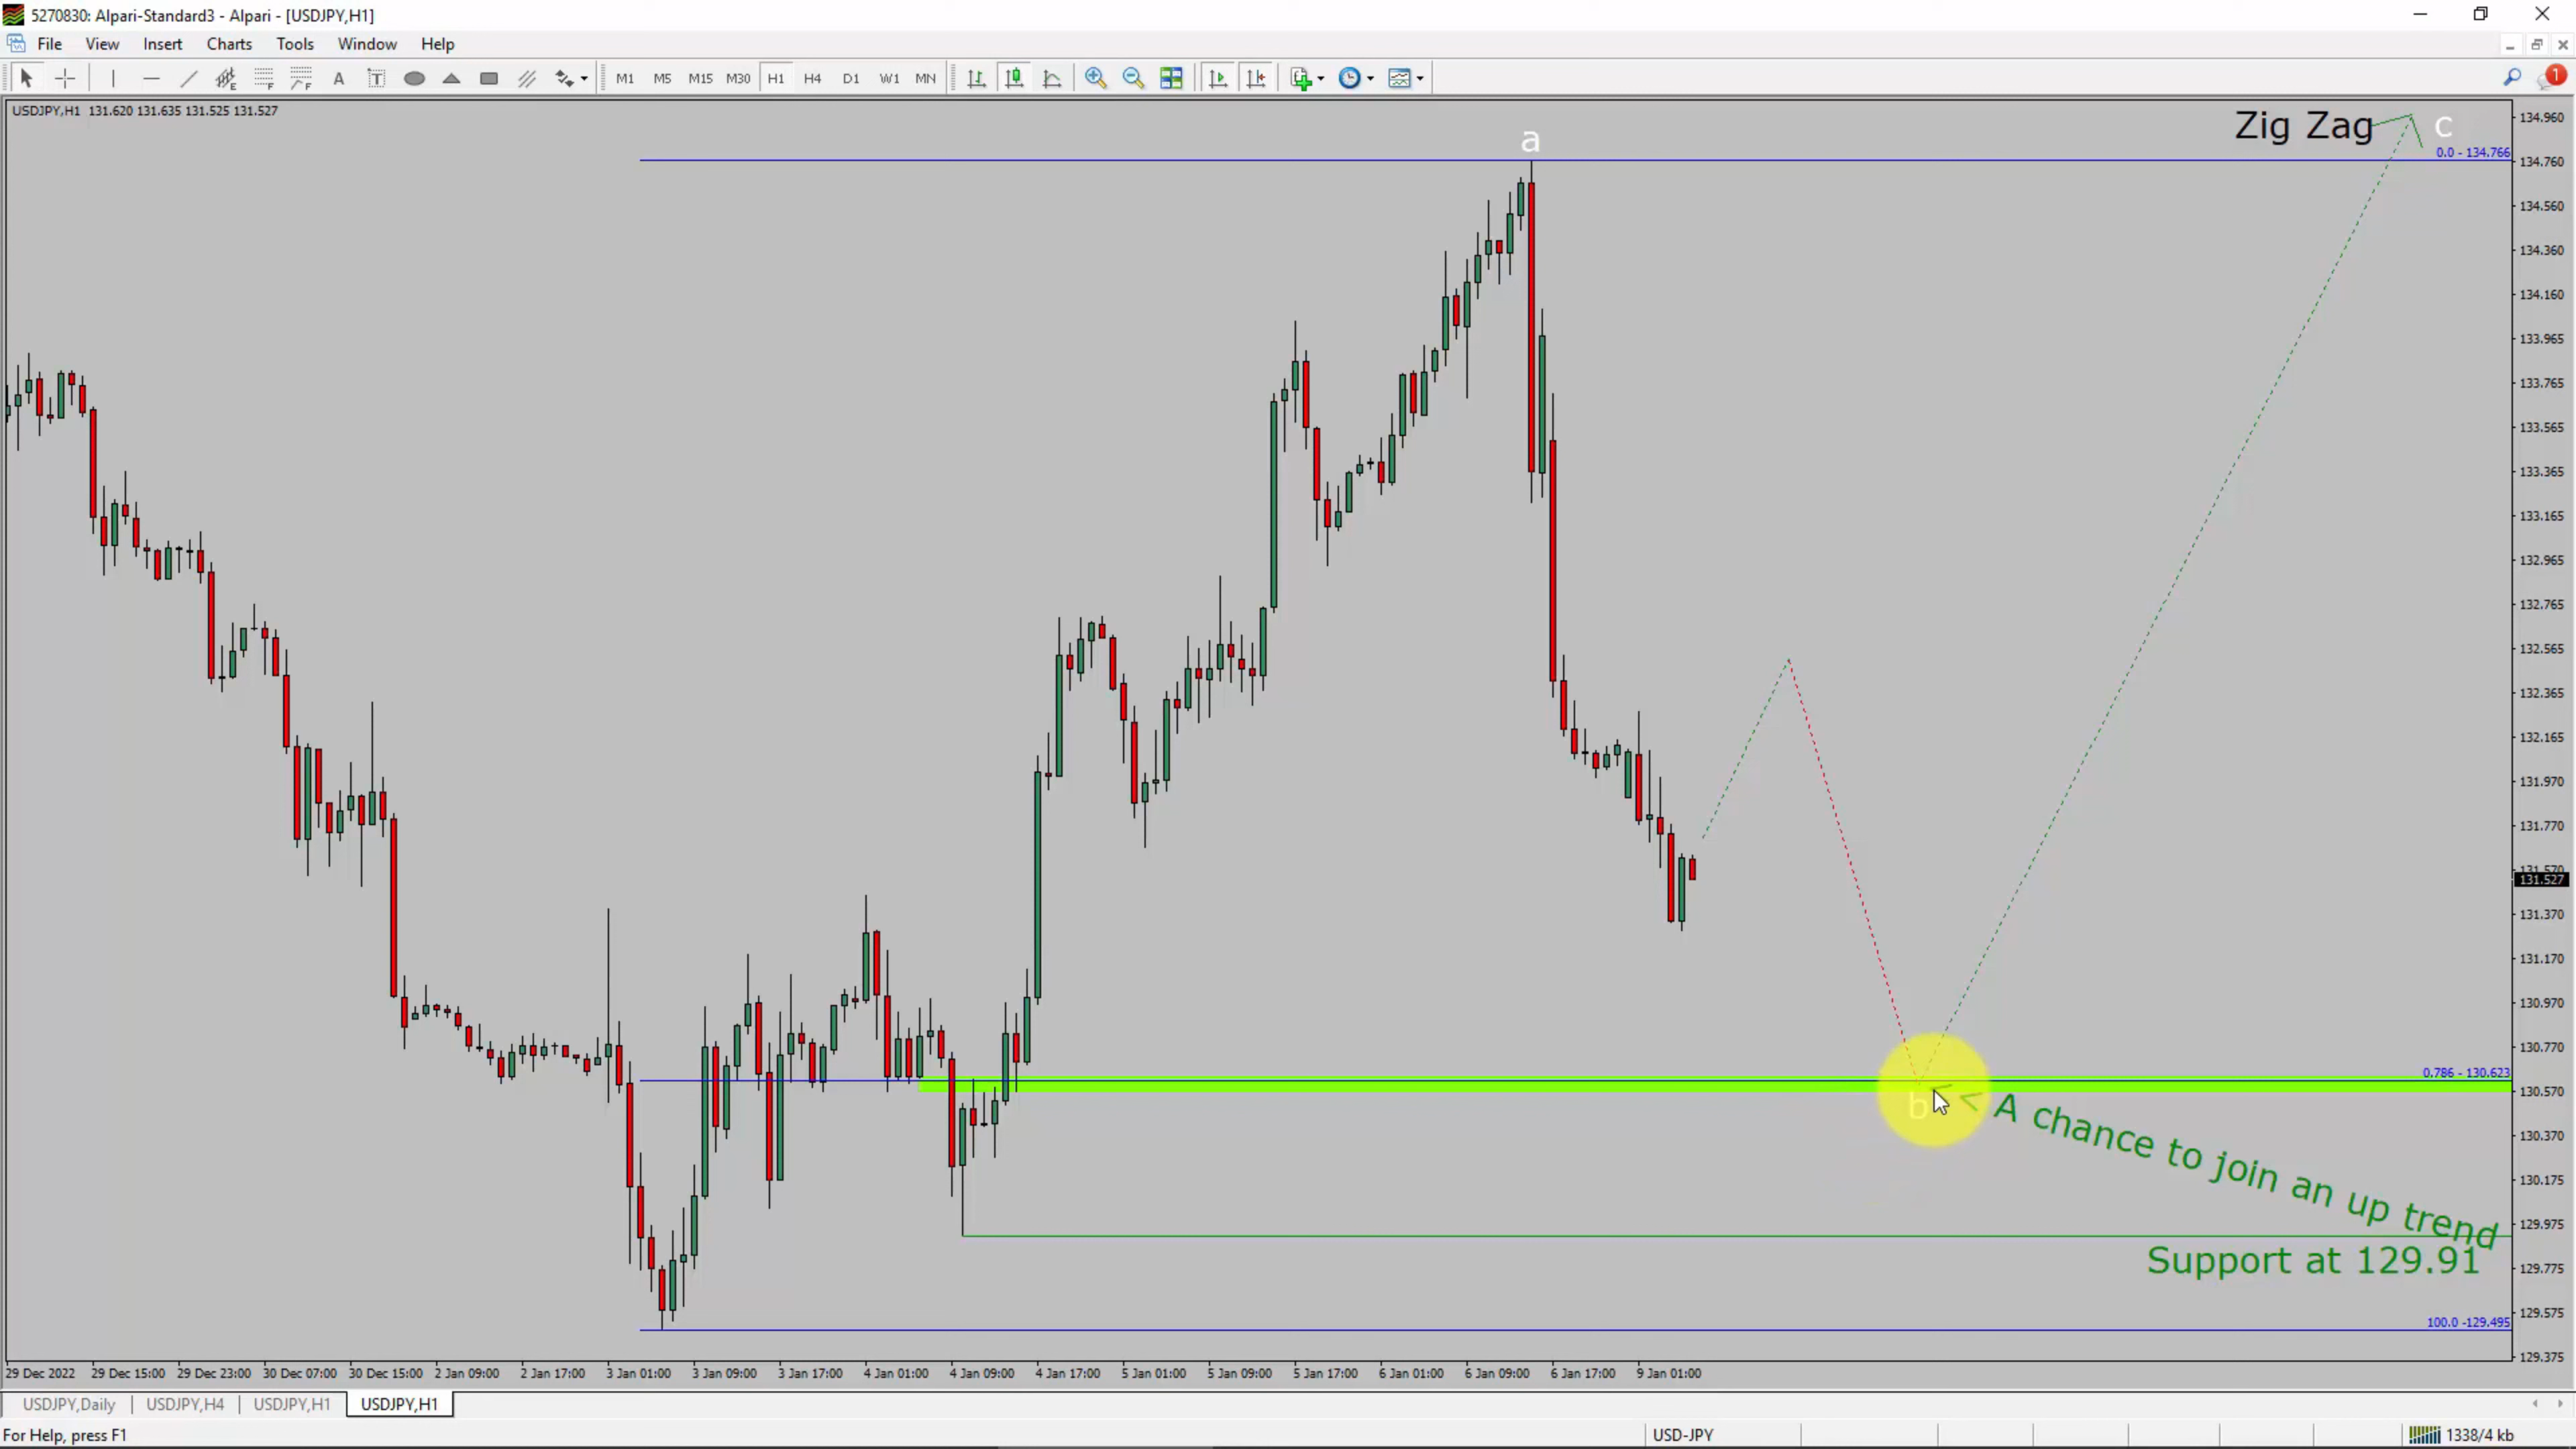 5270830: Alpari-Standard3 - Alpari - [USDJPY,H1]
File View Insert Charts Tools Window Help
A T M1 M5 M15 M30 H1 H4 D1 W1 MN 1
USDJPY,H1 131.620 131.635 131.525 131.527
Zig Zag
c
a
0.0 - 134.766
134.960
134.760
134.560
134.360
134.160
133.965
133.765
133.565
133.365
133.165
132.965
132.765
132.565
132.365
132.165
131.970
131.770
131.570
131.527
131.370
131.170
130.970
130.770
0.786 - 130.623
130.570
b
< A chance to join an up trend
130.370
130.175
129.975
Support at 129.91
129.775
129.575
100.0 -129.495
129.375
29 Dec 2022 29 Dec 15:00 29 Dec 23:00 30 Dec 07:00 30 Dec 15:00 2 Jan 09:00 2 Jan 17:00 3 Jan 01:00 3 Jan 09:00 3 Jan 17:00 4 Jan 01:00 4 Jan 09:00 4 Jan 17:00 5 Jan 01:00 5 Jan 09:00 5 Jan 17:00 6 Jan 01:00 6 Jan 09:00 6 Jan 17:00 9 Jan 01:00
USDJPY,Daily USDJPY,H4 USDJPY,H1 USDJPY,H1
For Help, press F1 USD-JPY 1338/4 kb